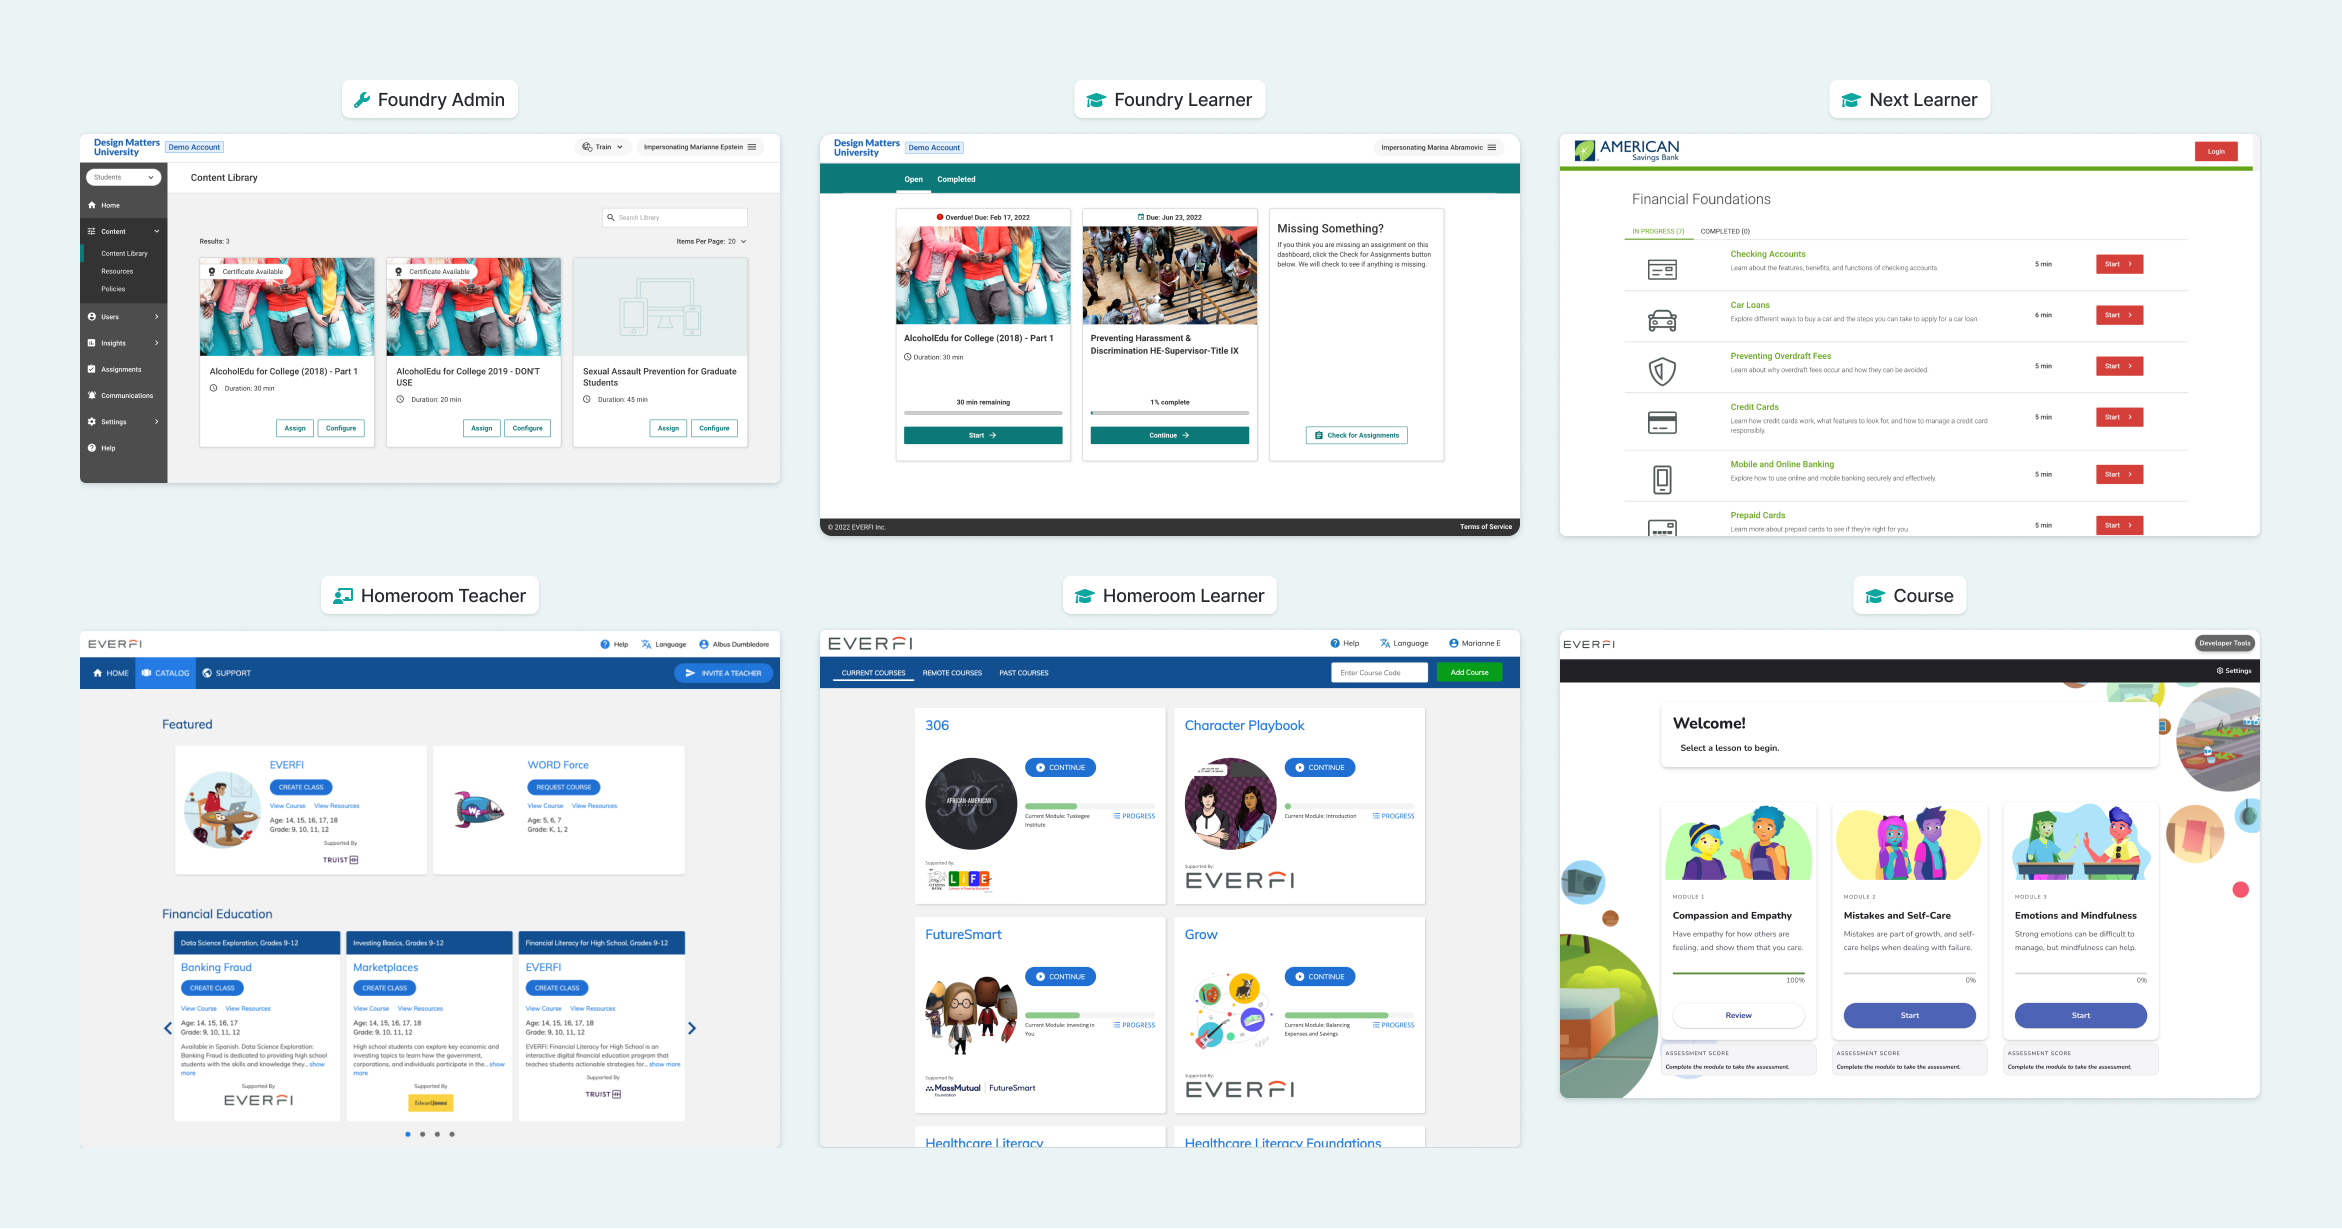 Foundry Admin
Design Matters
University
Demo Account
Train
Impersonating Marianne Epstein
Students
Content Library
Home
Content
Content Library
Resources
Policies
Users
Insights
Assignments
Communications
Settings
Help
Search Library
Results: 3
Items Per Page: 20
Certificate Available
AlcoholEdu for College (2018) - Part 1
Duration: 30 min
Assign
Configure
Certificate Available
AlcoholEdu for College 2019 - DON'T
USE
Duration: 20 min
Assign
Configure
Sexual Assault Prevention for Graduate
Students
Duration: 45 min
Assign
Configure
Foundry Learner
Design Matters
University
Demo Account
Impersonating Marina Abramovic
Open
Completed
Overdue! Due: Feb 17, 2022
AlcoholEdu for College (2018) - Part 1
Duration: 30 min
30 min remaining
Start
Due: Jun 23, 2022
Preventing Harassment &
Discrimination HE-Supervisor-Title IX
1% complete
Continue
Missing Something?
If you think you are missing an assignment on this
dashboard, click the Check for Assignments button
below. We will check to see if anything is missing.
Check for Assignments
© 2022 EVERFI Inc.
Terms of Service
Next Learner
AMERICAN
Savings Bank
Login
Financial Foundations
IN PROGRESS (7)
COMPLETED (0)
Checking Accounts
Learn about the features, benefits, and functions of checking accounts
5 min
Start
Car Loans
Explore different ways to buy a car and the steps you can take to apply for a car loan.
6 min
Start
Preventing Overdraft Fees
Learn about why overdraft fees occur and how they can be avoided.
5 min
Start
Credit Cards
Learn how credit cards work, what features to look for, and how to manage a credit card
responsibly.
5 min
Start
Mobile and Online Banking
Explore how to use online and mobile banking securely and effectively.
5 min
Start
Prepaid Cards
Learn more about prepaid cards to see if they're right for you.
5 min
Start
Homeroom Teacher
EVERFI
Help
Language
Albus Dumbledore
HOME
CATALOG
SUPPORT
INVITE A TEACHER
Featured
EVERFI
CREATE CLASS
View Course
View Resources
Age: 14, 15, 16, 17, 18
Grade: 9, 10, 11, 12
Supported By
TRUIST
WORD Force
REQUEST COURSE
View Course
View Resources
Age: 5, 6, 7
Grade: K, 1, 2
WF
Financial Education
Data Science Exploration, Grades 9-12
Banking Fraud
CREATE CLASS
View Course
View Resources
Age: 14, 15, 16, 17
Grade: 9, 10, 11, 12
Available in Spanish. Data Science Exploration:
Banking Fraud is dedicated to providing high school
students with the skills and knowledge they... show
more
Supported By
EVERFI
Investing Basics, Grades 9-12
Marketplaces
CREATE CLASS
View Course
View Resources
Age: 14, 15, 16, 17, 18
Grade: 9, 10, 11, 12
High school students can explore key economic and
investing topics to learn how the government,
corporations, and individuals participate in the... show
more
Supported By
EdwardJones
Financial Literacy for High School, Grades 9-12
EVERFI
CREATE CLASS
View Course
View Resources
Age: 14, 15, 16, 17, 18
Grade: 9, 10, 11, 12
EVERFI: Financial Literacy for High School is an
interactive digital financial education program that
teaches students actionable strategies for... show more
Supported By
TRUIST
Homeroom Learner
EVERFI
Help
Language
Marianne E
CURRENT COURSES
REMOTE COURSES
PAST COURSES
Enter Course Code
Add Course
306
306
AFRICAN-AMERICAN
CONTINUE
Current Module: Tuskegee
Institute
PROGRESS
Supported By:
CITIZENS
BANK
LiFE
Character Playbook
CONTINUE
Current Module: Introduction
PROGRESS
Supported By:
EVERFI
FutureSmart
CONTINUE
Current Module: Investing in
You
PROGRESS
Supported By:
MassMutual
Foundation
FutureSmart
Grow
CONTINUE
Current Module: Balancing
Expenses and Savings
PROGRESS
Supported By:
EVERFI
Healthcare Literacy
Healthcare Literacy Foundations
Course
EVERFI
Developer Tools
Settings
Welcome!
Select a lesson to begin.
MODULE 1
Compassion and Empathy
Have empathy for how others are
feeling, and show them that you care.
100%
Review
ASSESSMENT SCORE
Complete the module to take the assessment.
MODULE 2
Mistakes and Self-Care
Mistakes are part of growth, and self-
care helps when dealing with failure.
0%
Start
ASSESSMENT SCORE
Complete the module to take the assessment.
MODULE 3
Emotions and Mindfulness
Strong emotions can be difficult to
manage, but mindfulness can help.
0%
Start
ASSESSMENT SCORE
Complete the module to take the assessment.